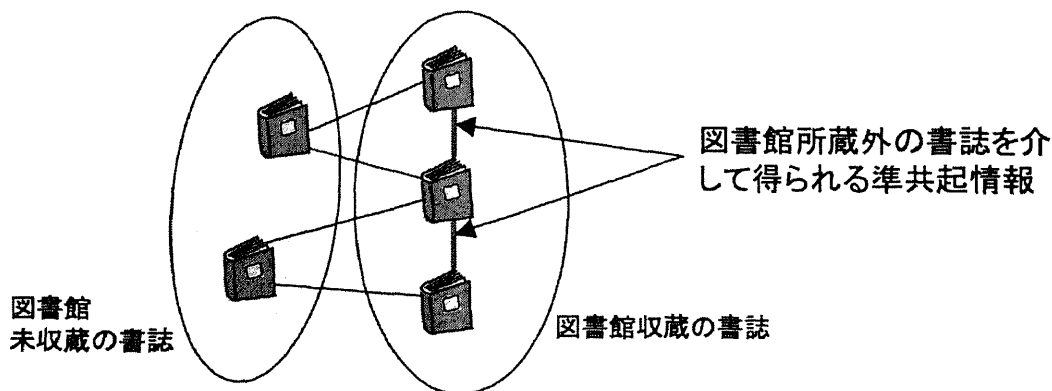 図書館所蔵外の書誌を介
して得られる準共起情報
図書館
未収蔵の書誌
図書館収蔵の書誌